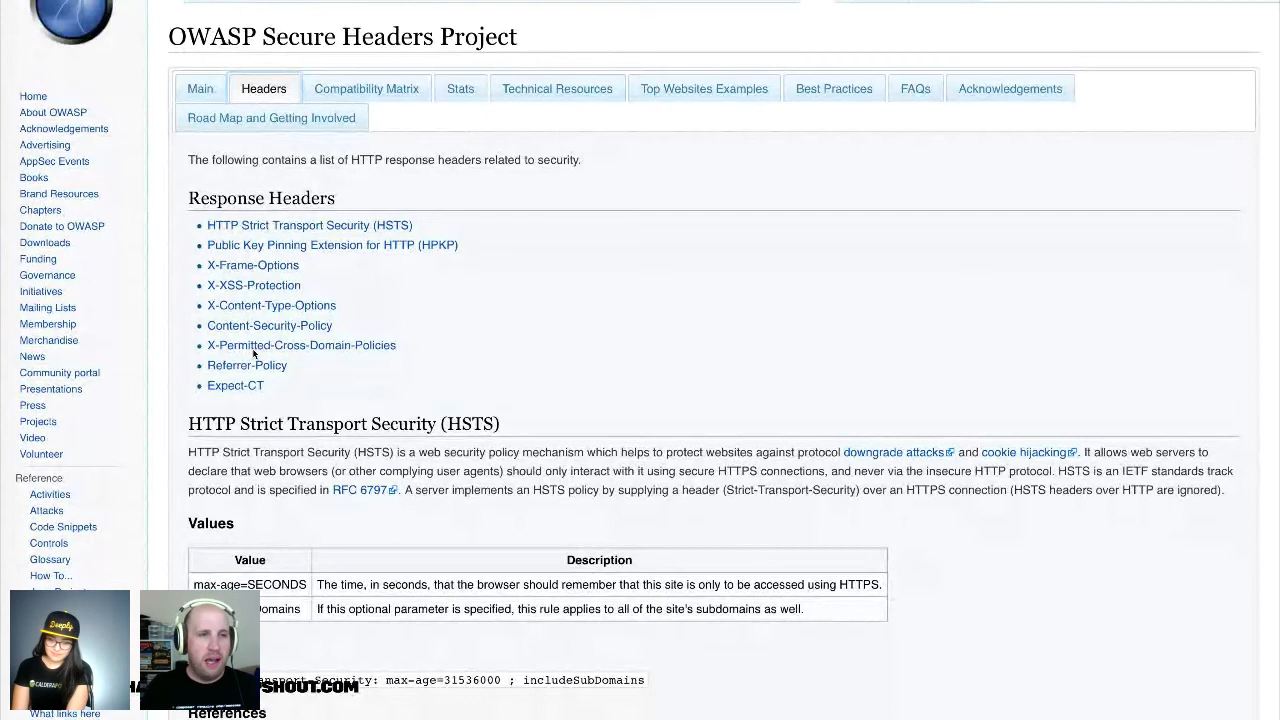 OWASP Secure Headers Project
Main
Headers
Compatibility Matrix
Stats
Technical Resources
Top Websites Examples
Best Practices
FAQs
Acknowledgements
Road Map and Getting Involved
The following contains a list of HTTP response headers related to security.
Response Headers
HTTP Strict Transport Security (HSTS)
Public Key Pinning Extension for HTTP (HPKP)
X-Frame-Options
X-XSS-Protection
X-Content-Type-Options
Content-Security-Policy
X-Permitted-Cross-Domain-Policies
Referrer-Policy
Expect-CT
HTTP Strict Transport Security (HSTS)
HTTP Strict Transport Security (HSTS) is a web security policy mechanism which helps to protect websites against protocol downgrade attacks and cookie hijacking. It allows web servers to
declare that web browsers (or other complying user agents) should only interact with it using secure HTTPS connections, and never via the insecure HTTP protocol. HSTS is an IETF standards track
protocol and is specified in RFC 6797. A server implements an HSTS policy by supplying a header (Strict-Transport-Security) over an HTTPS connection (HSTS headers over HTTP are ignored).
Values
Value Description
max-age=SECONDS The time, in seconds, that the browser should remember that this site is only to be accessed using HTTPS.
omains If this optional parameter is specified, this rule applies to all of the site's subdomains as well.
Security: max-age=31536000 ; includeSubDomains
References
Home
About OWASP
Acknowledgements
Advertising
AppSec Events
Books
Brand Resources
Chapters
Donate to OWASP
Downloads
Funding
Governance
Initiatives
Mailing Lists
Membership
Merchandise
News
Community portal
Presentations
Press
Projects
Video
Volunteer
Reference
Activities
Attacks
Code Snippets
Controls
Glossary
How To...
What links here
Deeply
SHOUT.COM